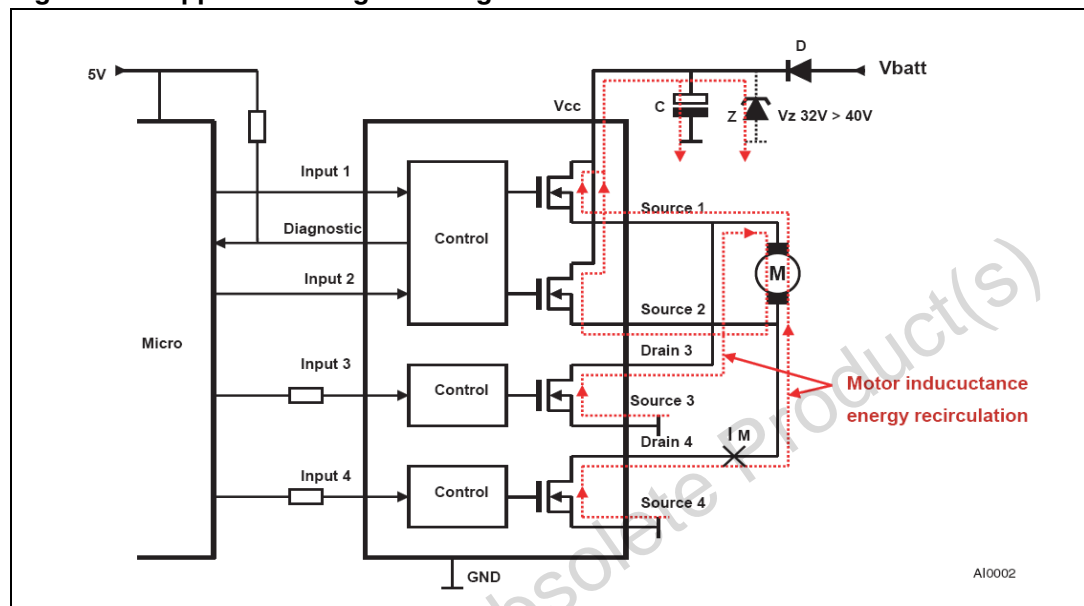 5V
D
Vbatt
Vcc
C
Z
Vz 32V > 40V
Input 1
Source 1
Diagnostic
Control
M
Input 2
Source 2
Micro
Drain 3
Input 3
Control
Source 3
Motor inducuctance
energy recirculation
Drain 4
I M
Input 4
Control
Source 4
GND
AI0002
Obsolete Product(s)